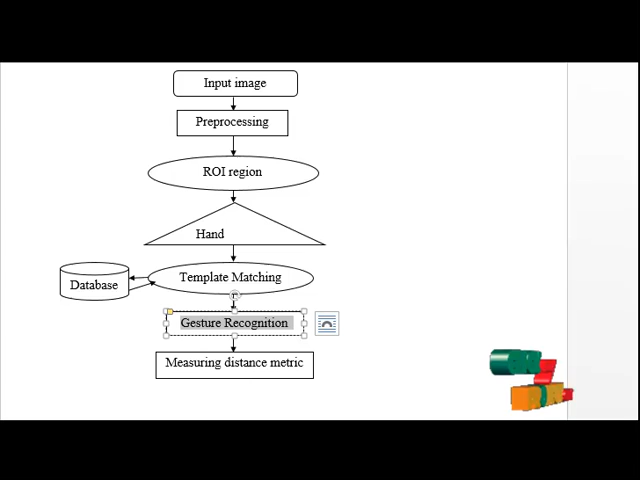 Input image
Preprocessing
ROI region
Hand
Template Matching
Database
Gesture Recognition
Measuring distance metric